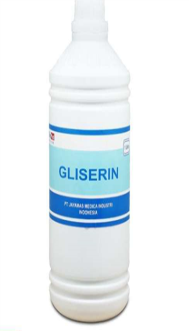 GLISERIN
PT. JAYAMAS MEDICA INDUSTRI
INDONESIA